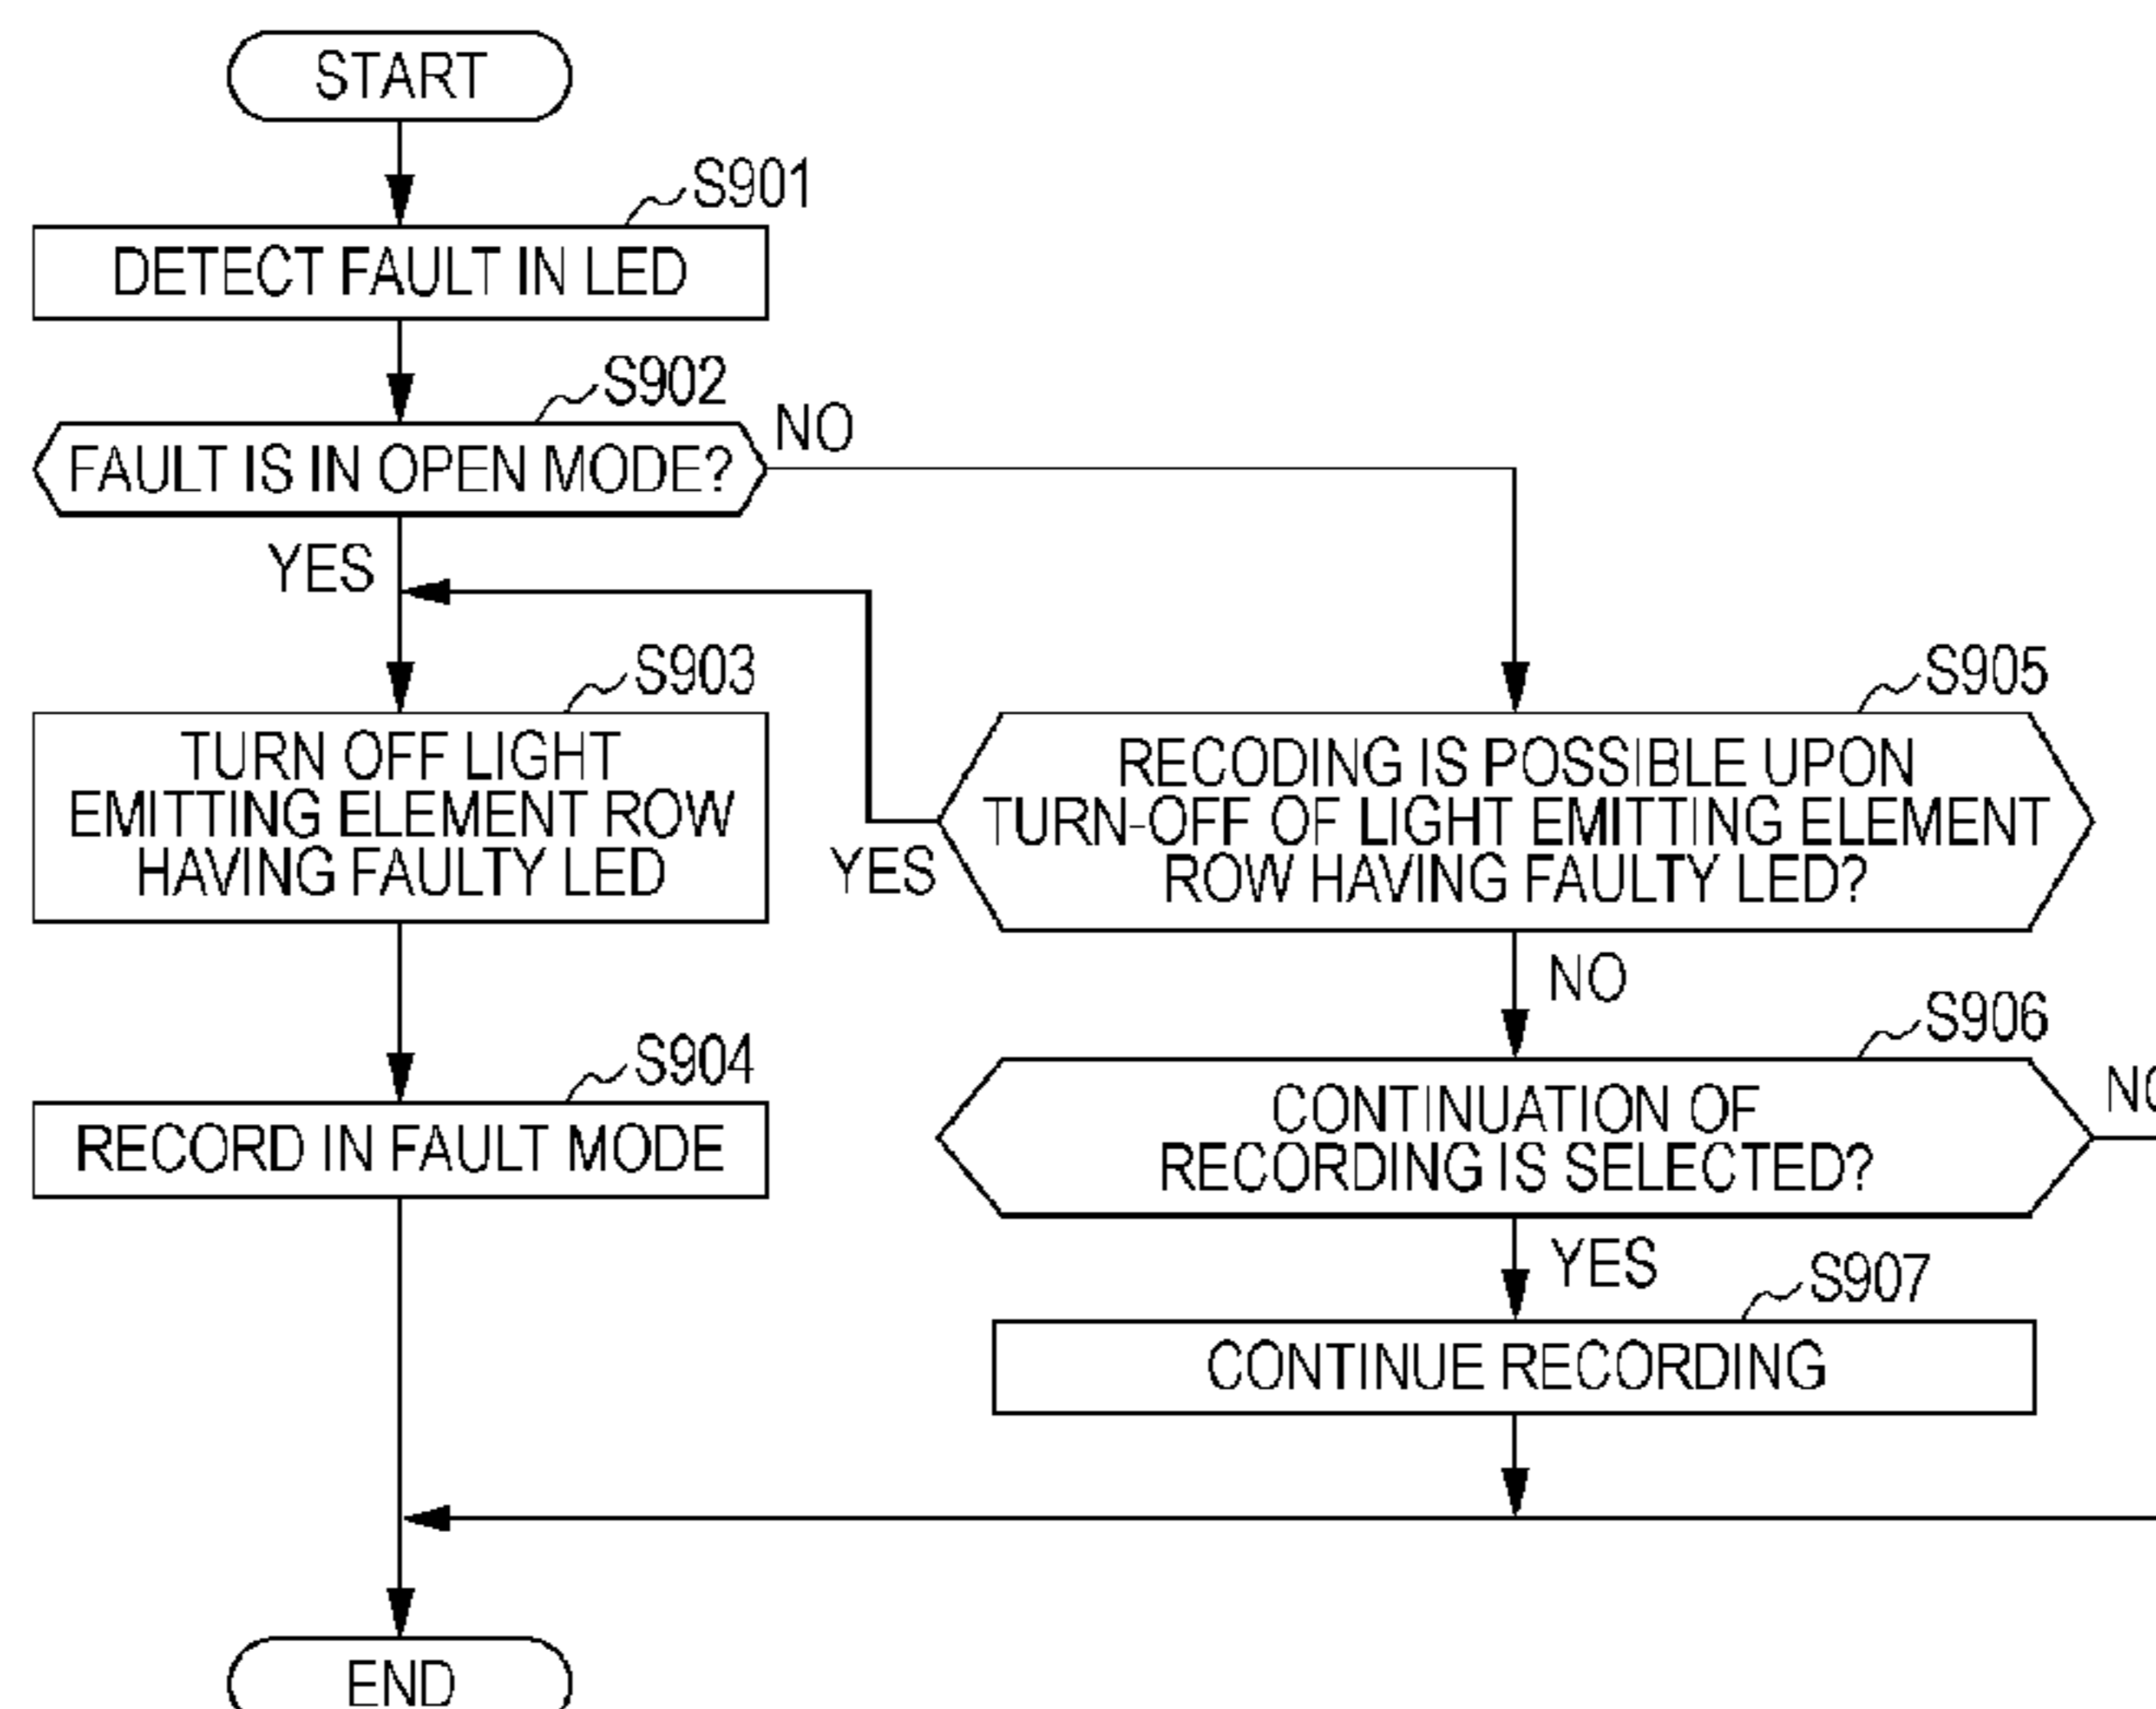 START
S901
DETECT FAULT IN LED
S902
FAULT IS IN OPEN MODE?
NO
YES
S903
TURN OFF LIGHT
EMITTING ELEMENT ROW
HAVING FAULTY LED
S904
RECORD IN FAULT MODE
S905
RECODING IS POSSIBLE UPON
TURN-OFF OF LIGHT EMITTING ELEMENT
ROW HAVING FAULTY LED?
YES
NO
S906
CONTINUATION OF
RECORDING IS SELECTED?
NO
YES
S907
CONTINUE RECORDING
END